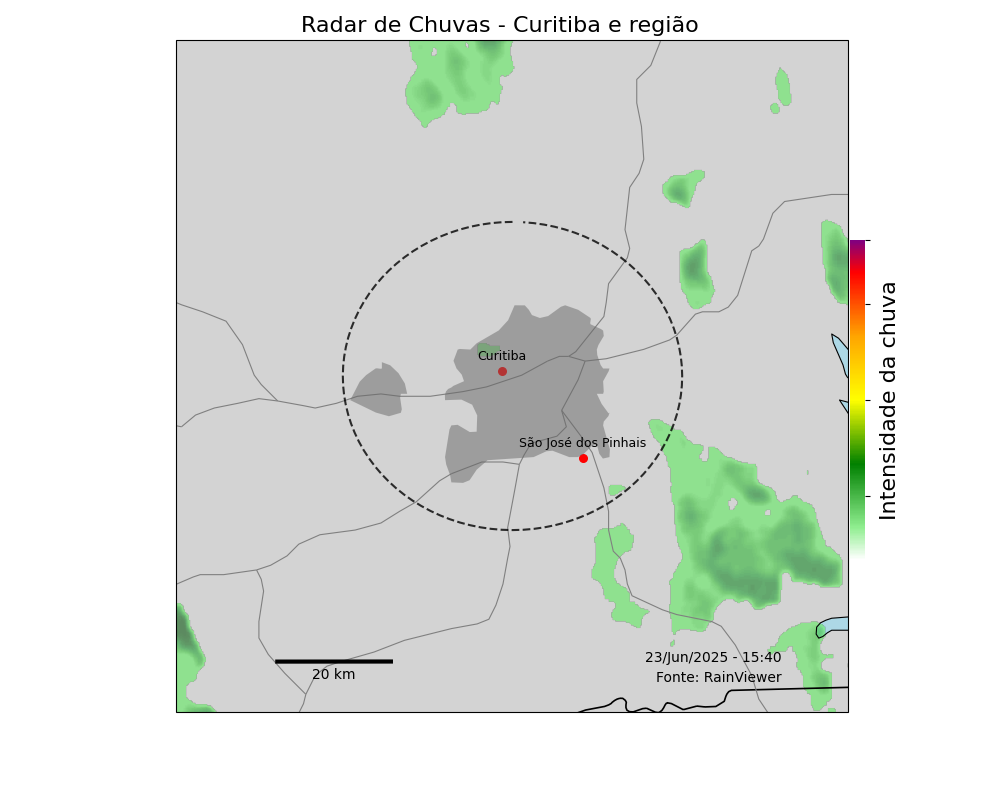 Radar de Chuvas - Curitiba e região
Curitiba
São José dos Pinhais
Intensidade da chuva
23/Jun/2025 - 15:40
Fonte: RainViewer
20 km